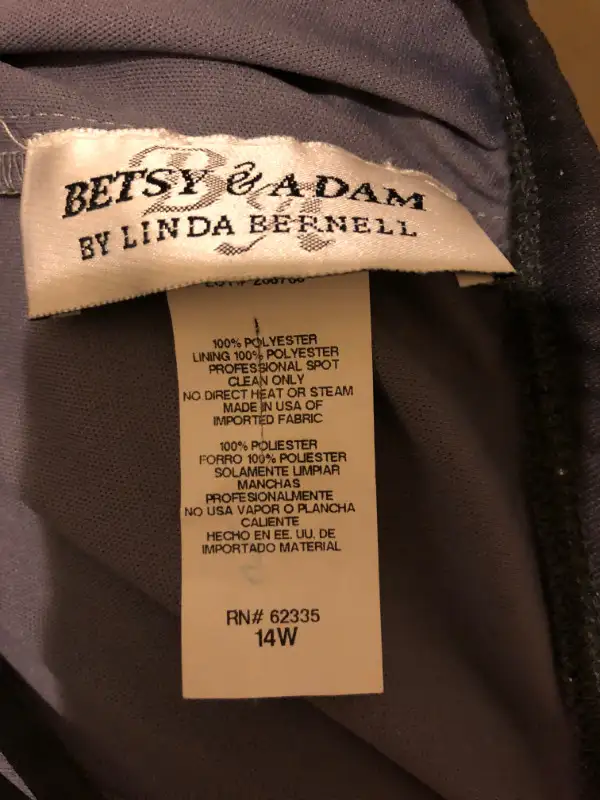 BETSY & ADAM
BY LINDA BERNELL
100% POLYESTER
LINING 100% POLYESTER
PROFESSIONAL SPOT
CLEAN ONLY
NO DIRECT HEAT OR STEAM
MADE IN USA OF
IMPORTED FABRIC
100% POLIESTER
FORRO 100% POLIESTER
SOLAMENTE LIMPIAR
MANCHAS
PROFESIONALMENTE
NO USA VAPOR O PLANCHA
CALIENTE
HECHO EN EE. UU. DE
IMPORTADO MATERIAL
RN# 62335
14W